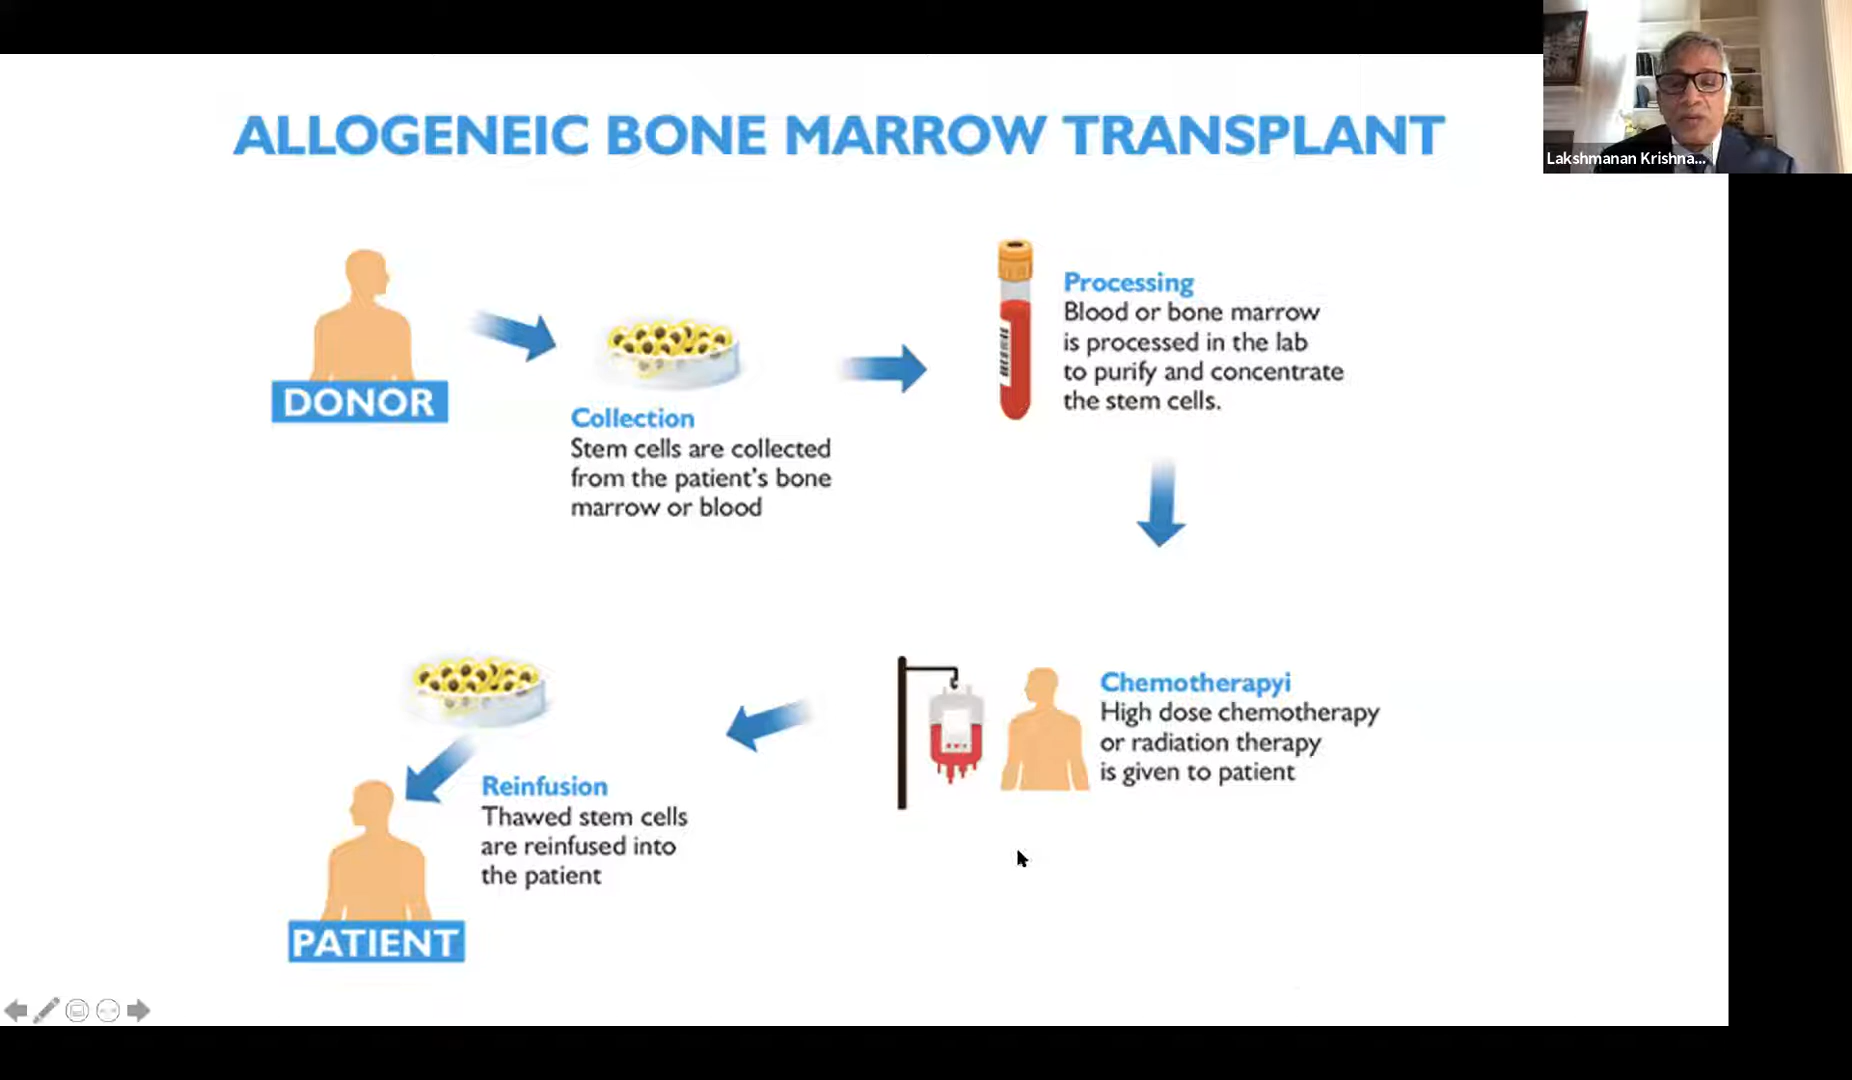 ALLOGENEIC BONE MARROW TRANSPLANT
Lakshmanan Krishna...
DONOR
Collection
Stem cells are collected
from the patient's bone
marrow or blood
Processing
Blood or bone marrow
is processed in the lab
to purify and concentrate
the stem cells.
Chemotherapyi
High dose chemotherapy
or radiation therapy
is given to patient
Reinfusion
Thawed stem cells
are reinfused into
the patient
PATIENT